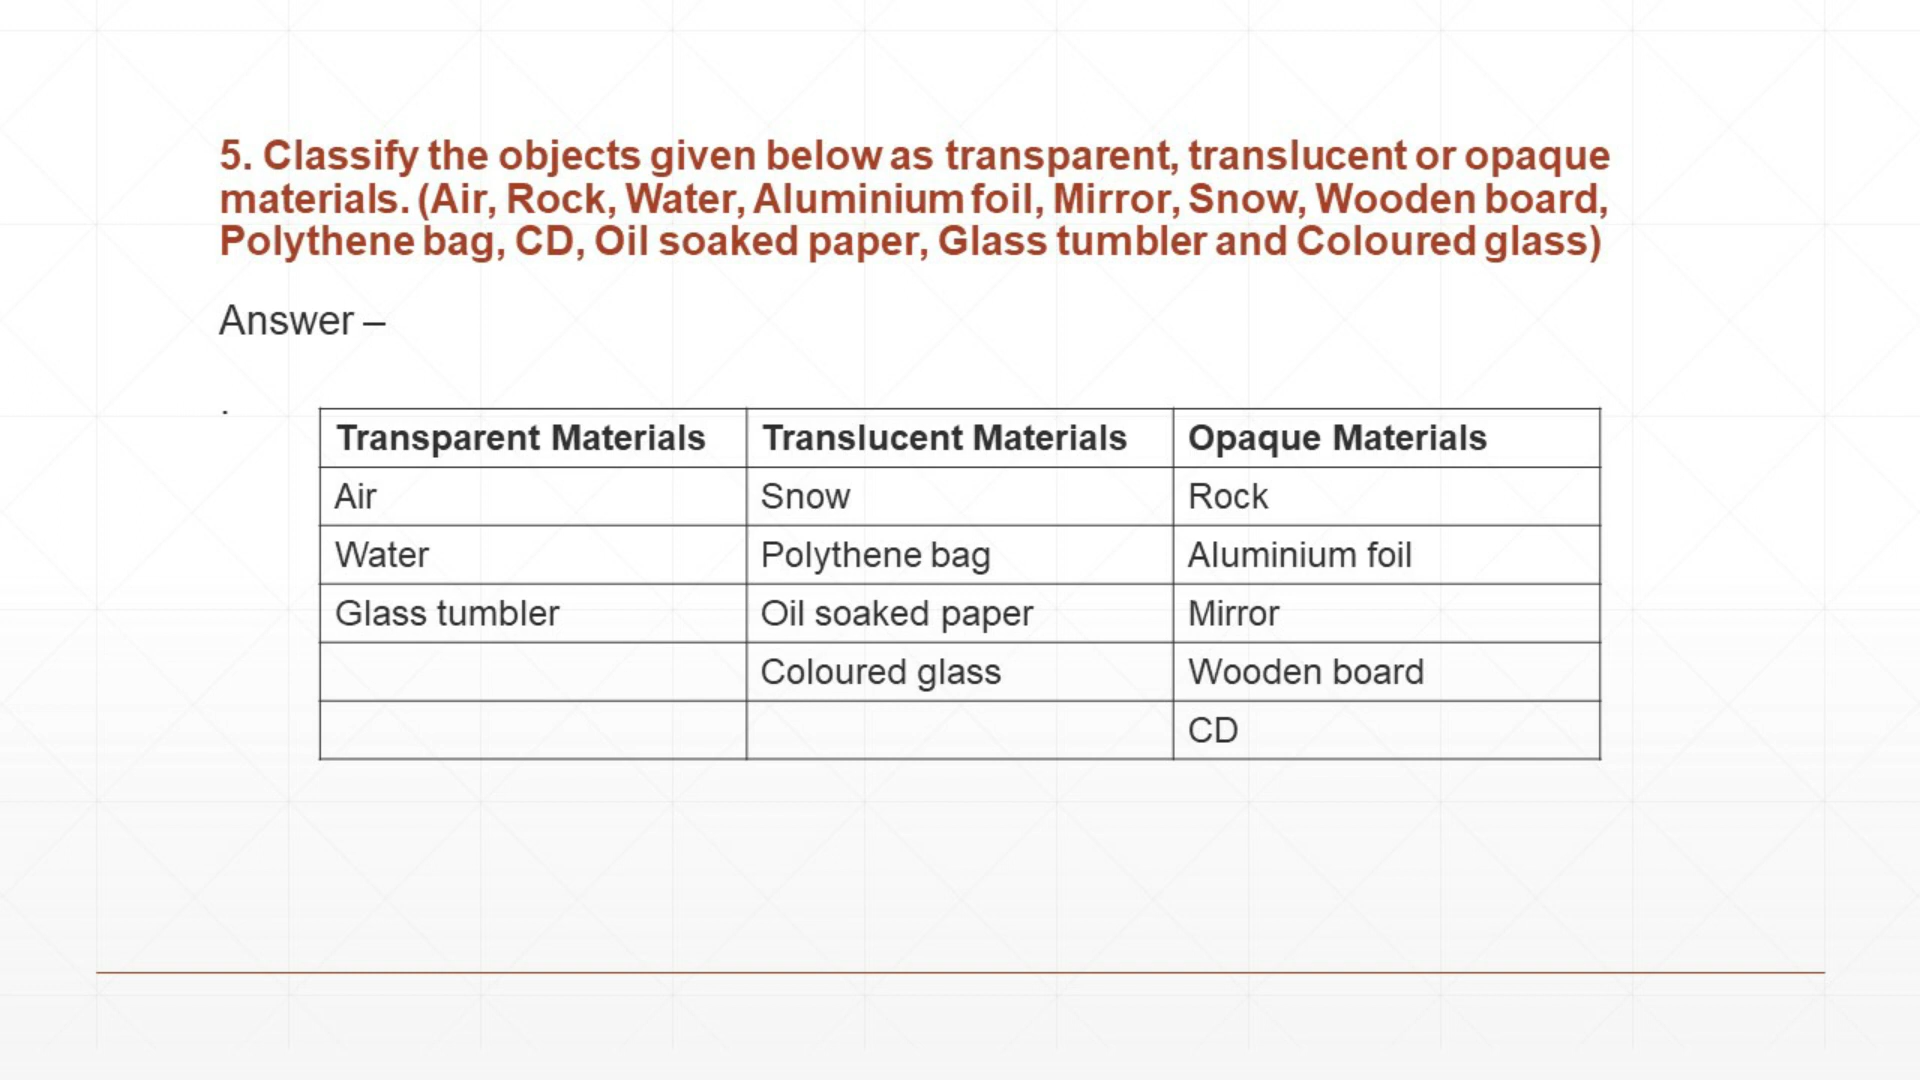 5. Classify the objects given below as transparent, translucent or opaque
materials. (Air, Rock, Water, Aluminium foil, Mirror, Snow, Wooden board,
Polythene bag, CD, Oil soaked paper, Glass tumbler and Coloured glass)
Answer –
.
Transparent Materials Translucent Materials Opaque Materials
Air Snow Rock
Water Polythene bag Aluminium foil
Glass tumbler Oil soaked paper Mirror
Coloured glass Wooden board
CD